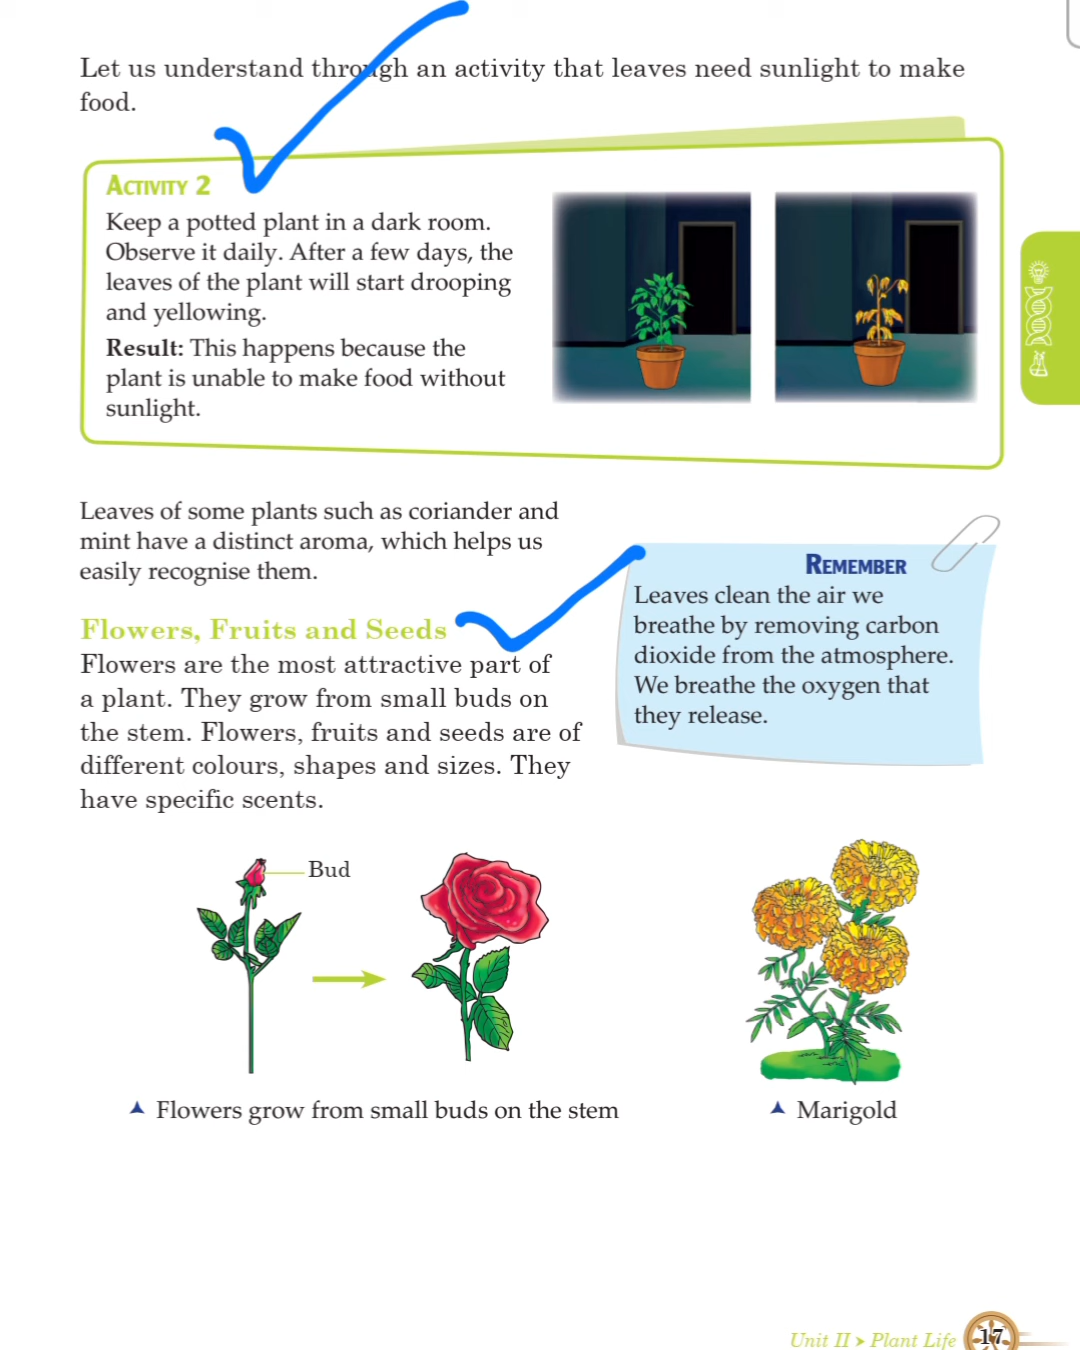 Let us understand through an activity that leaves need sunlight to make
food.
ACTIVITY 2
Keep a potted plant in a dark room.
Observe it daily. After a few days, the
leaves of the plant will start drooping
and yellowing.
Result: This happens because the
plant is unable to make food without
sunlight.
Leaves of some plants such as coriander and
mint have a distinct aroma, which helps us
easily recognise them.
REMEMBER
Leaves clean the air we
breathe by removing carbon
dioxide from the atmosphere.
We breathe the oxygen that
they release.
Flowers, Fruits and Seeds
Flowers are the most attractive part of
a plant. They grow from small buds on
the stem. Flowers, fruits and seeds are of
different colours, shapes and sizes. They
have specific scents.
Bud
Flowers grow from small buds on the stem
Marigold
Unit II > Plant Life 17